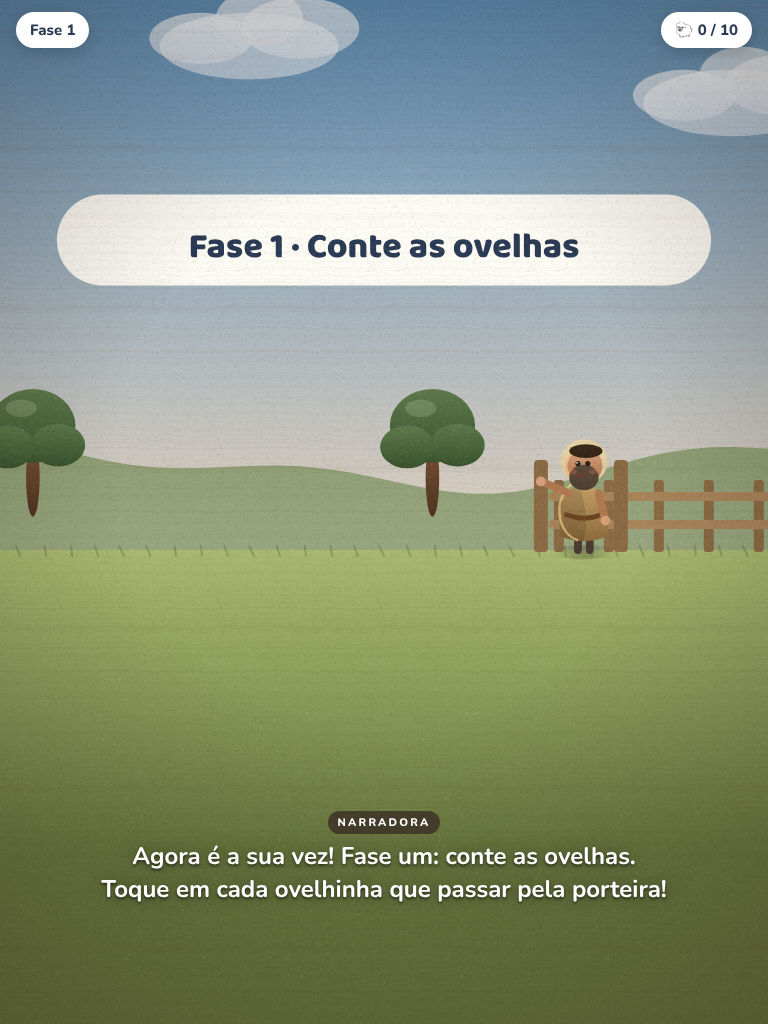 Fase 1
0 / 10
Fase 1 • Conte as ovelhas
NARRADORA
Agora é a sua vez! Fase um: conte as ovelhas.
Toque em cada ovelhinha que passar pela porteira!